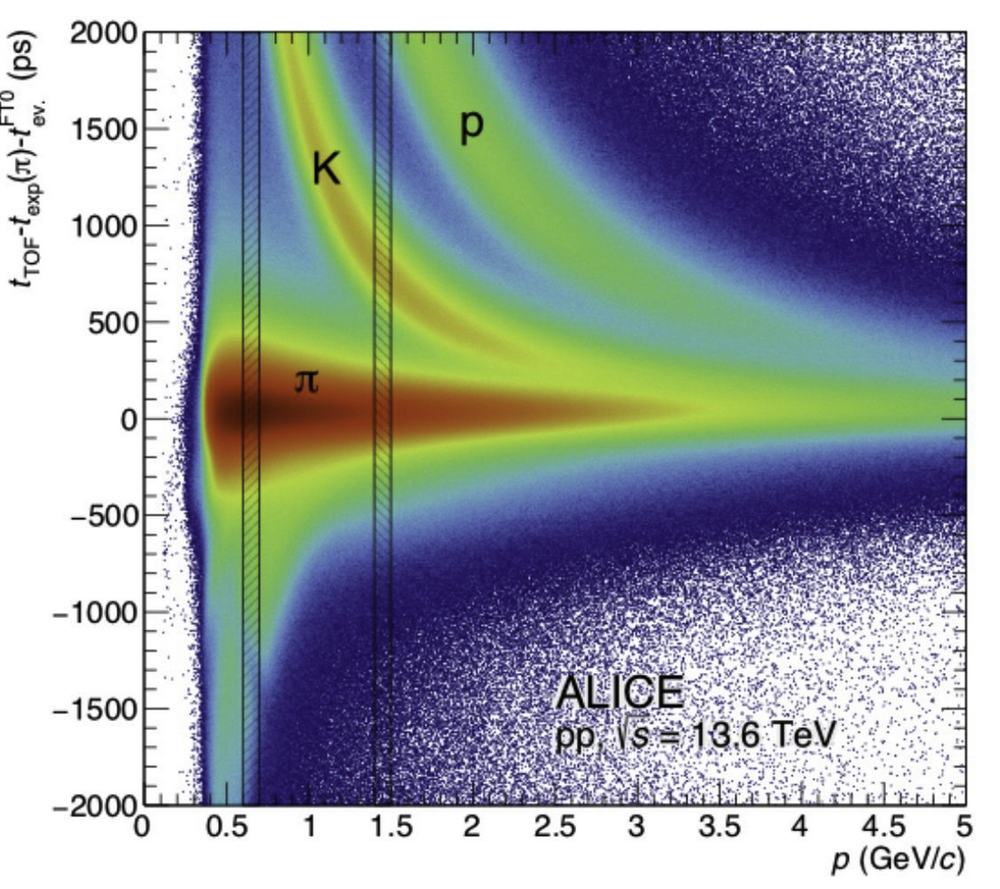 t_TOF-t_exp(π)-t_ev.^FT0 (ps)
2000
1500
1000
500
0
−500
−1000
−1500
−2000
K
p
π
ALICE
pp, √s = 13.6 TeV
0 0.5 1 1.5 2 2.5 3 3.5 4 4.5 5
p (GeV/c)